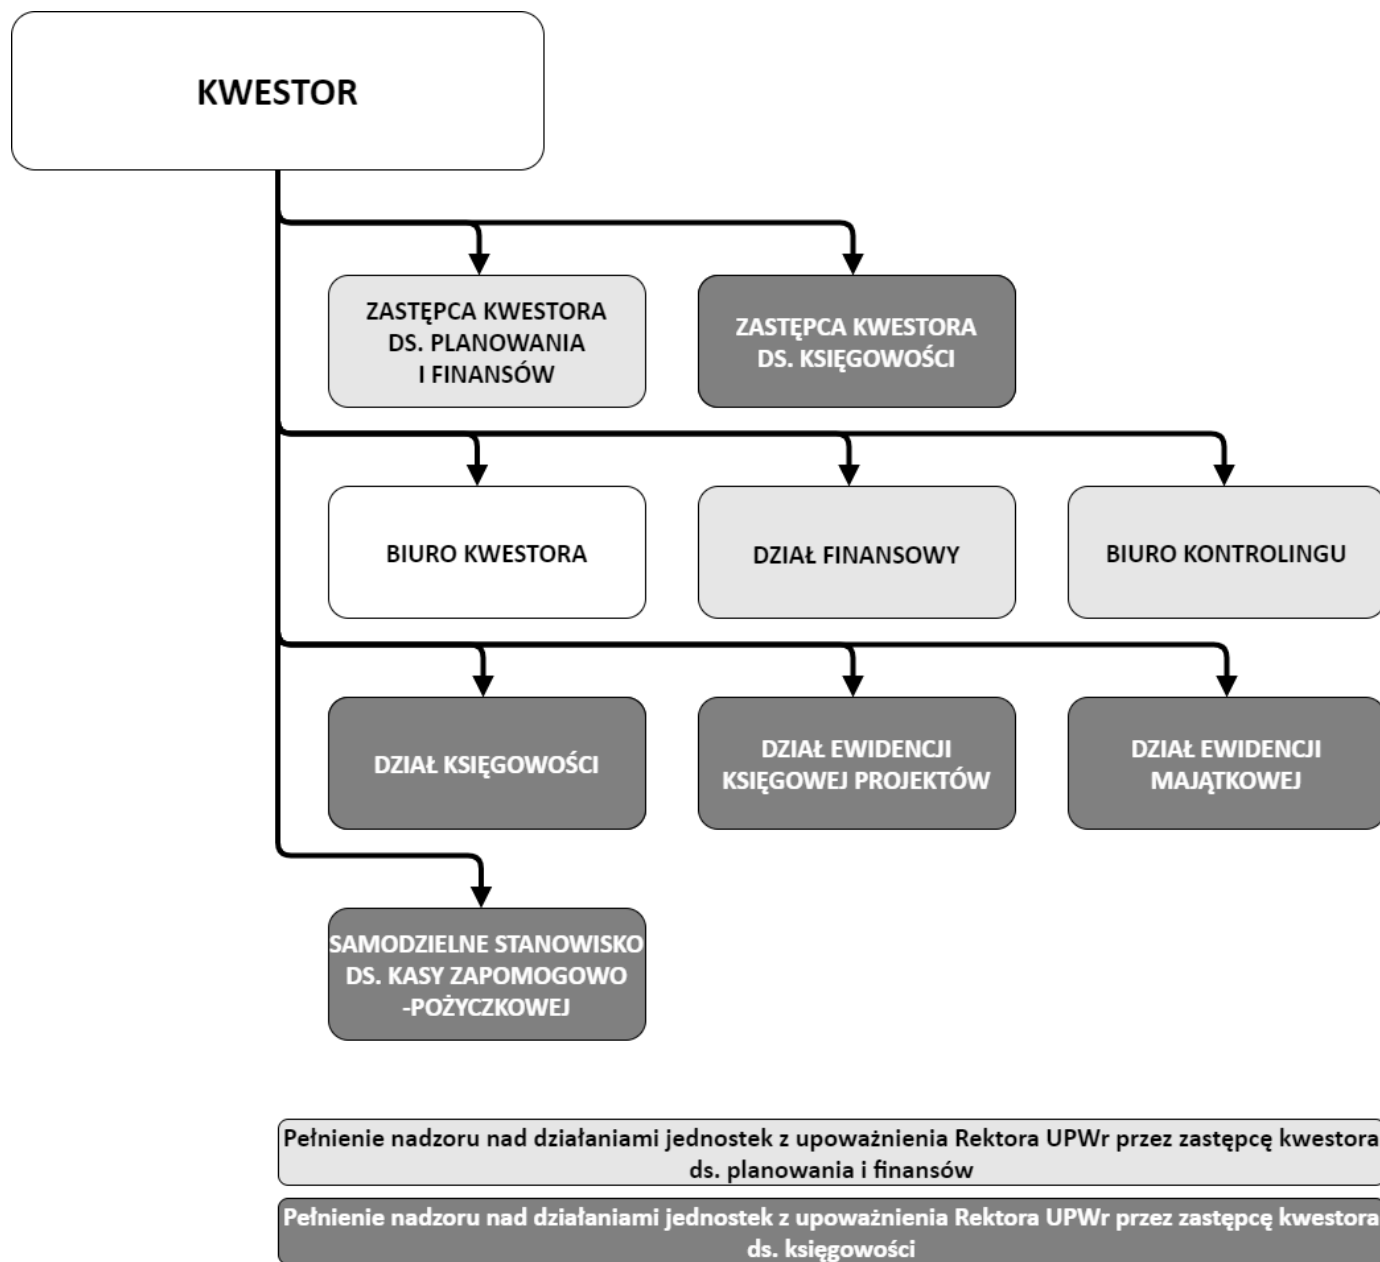 KWESTOR
ZASTĘPCA KWESTORA
DS. PLANOWANIA
I FINANSÓW
ZASTĘPCA KWESTORA
DS. KSIĘGOWOŚCI
BIURO KWESTORA
DZIAŁ FINANSOWY
BIURO KONTROLINGU
DZIAŁ KSIĘGOWOŚCI
DZIAŁ EWIDENCJI
KSIĘGOWEJ PROJEKTÓW
DZIAŁ EWIDENCJI
MAJĄTKOWEJ
SAMODZIELNE STANOWISKO
DS. KASY ZAPOMOGOWO
-POŻYCZKOWEJ
Pełnienie nadzoru nad działaniami jednostek z upoważnienia Rektora UPWr przez zastępcę kwestora
ds. planowania i finansów
Pełnienie nadzoru nad działaniami jednostek z upoważnienia Rektora UPWr przez zastępcę kwestora
ds. księgowości